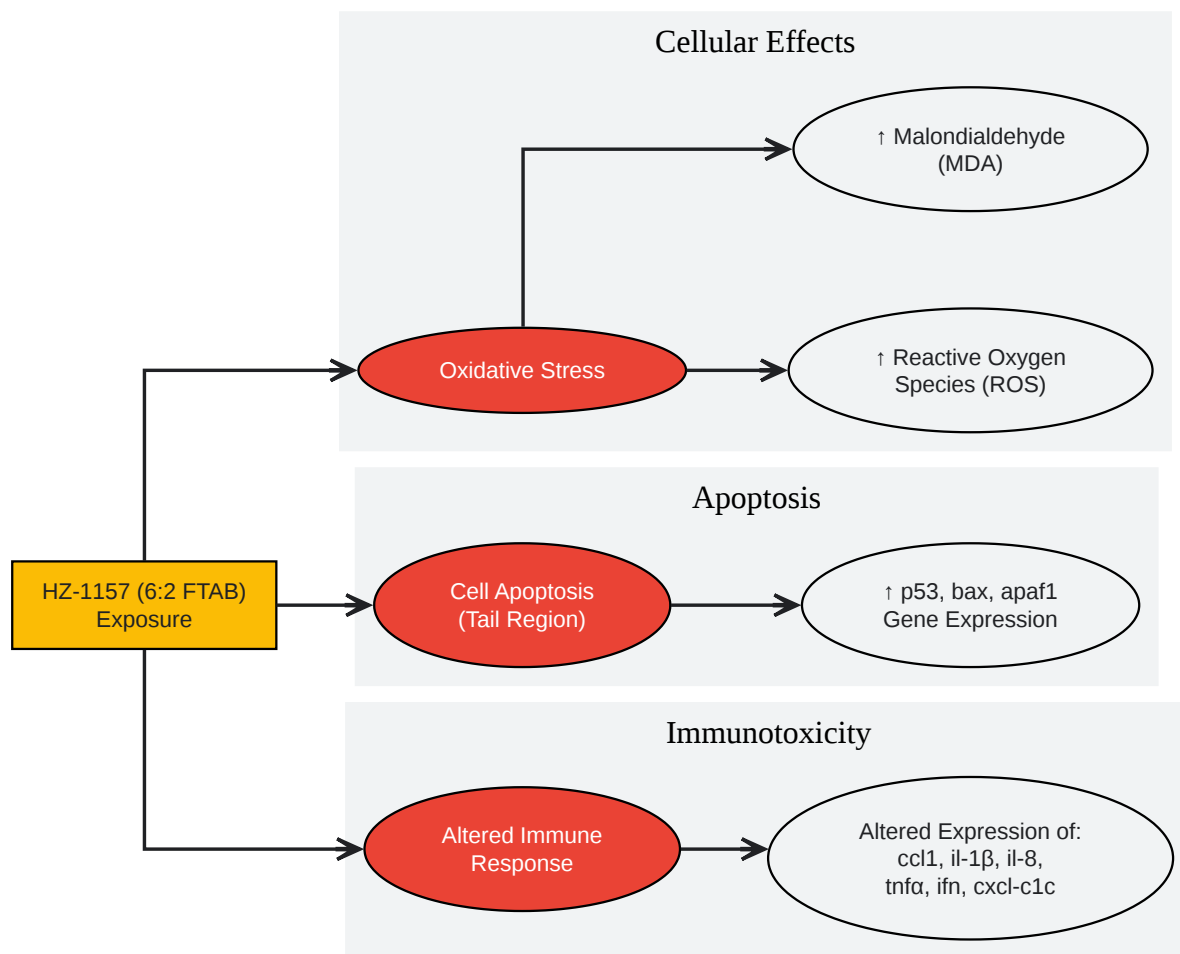 Cellular Effects
↑ Malondialdehyde
(MDA)
Oxidative Stress
↑ Reactive Oxygen
Species (ROS)
Apoptosis
HZ-1157 (6:2 FTAB)
Exposure
Cell Apoptosis
(Tail Region)
↑ p53, bax, apaf1
Gene Expression
Immunotoxicity
Altered Immune
Response
Altered Expression of:
ccl1, il-1β, il-8,
tnfα, ifn, cxcl-c1c